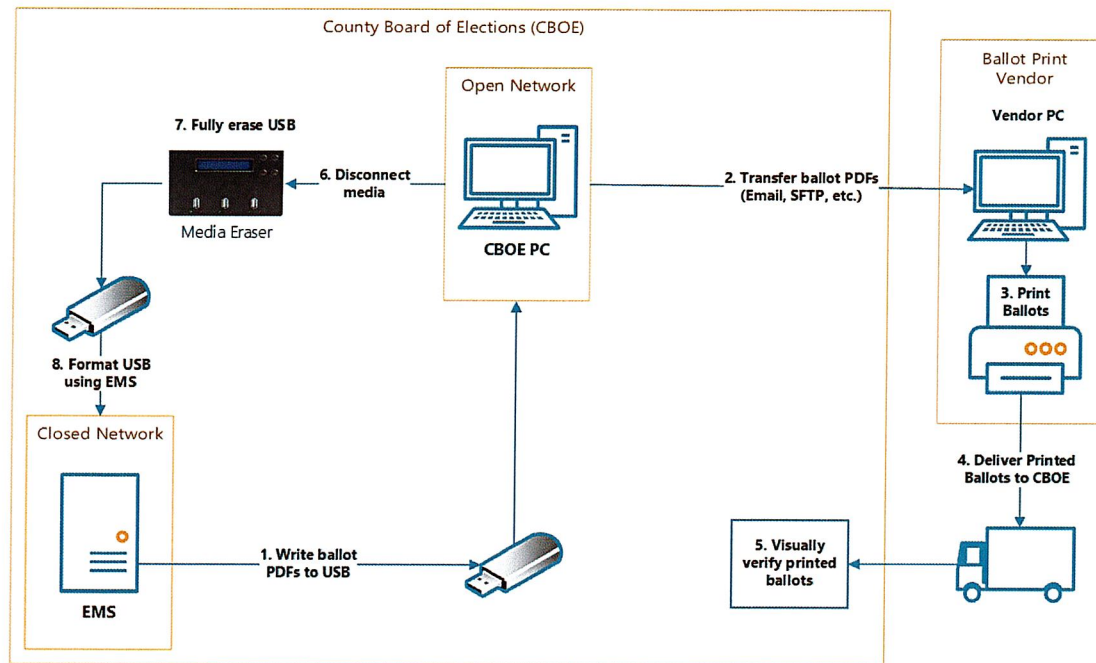 County Board of Elections (CBOE)
Ballot Print
Vendor
Open Network
Vendor PC
7. Fully erase USB
6. Disconnect
media
2. Transfer ballot PDFs
(Email, SFTP, etc.)
Media Eraser
CBOE PC
3. Print
Ballots
8. Format USB
using EMS
Closed Network
4. Deliver Printed
Ballots to CBOE
1. Write ballot
PDFs to USB
5. Visually
verify printed
ballots
EMS